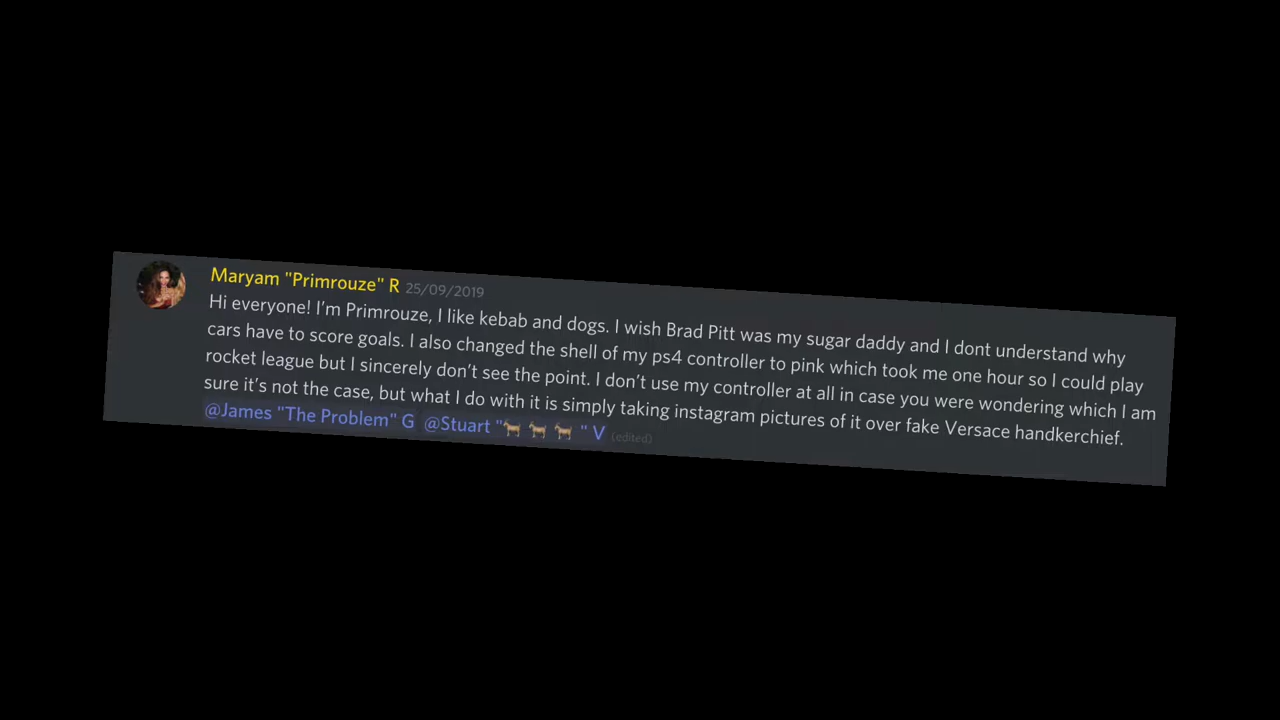 Maryam "Primrouze" R 25/09/2019
Hi everyone! I'm Primrouze, I like kebab and dogs. I wish Brad Pitt was my sugar daddy and I dont understand why
cars have to score goals. I also changed the shell of my ps4 controller to pink which took me one hour so I could play
rocket league but I sincerely don't see the point. I don't use my controller at all in case you were wondering which I am
sure it's not the case, but what I do with it is simply taking instagram pictures of it over fake Versace handkerchief.
@James "The Problem" G @Stuart "🐐 🐐 🐐 " V (edited)